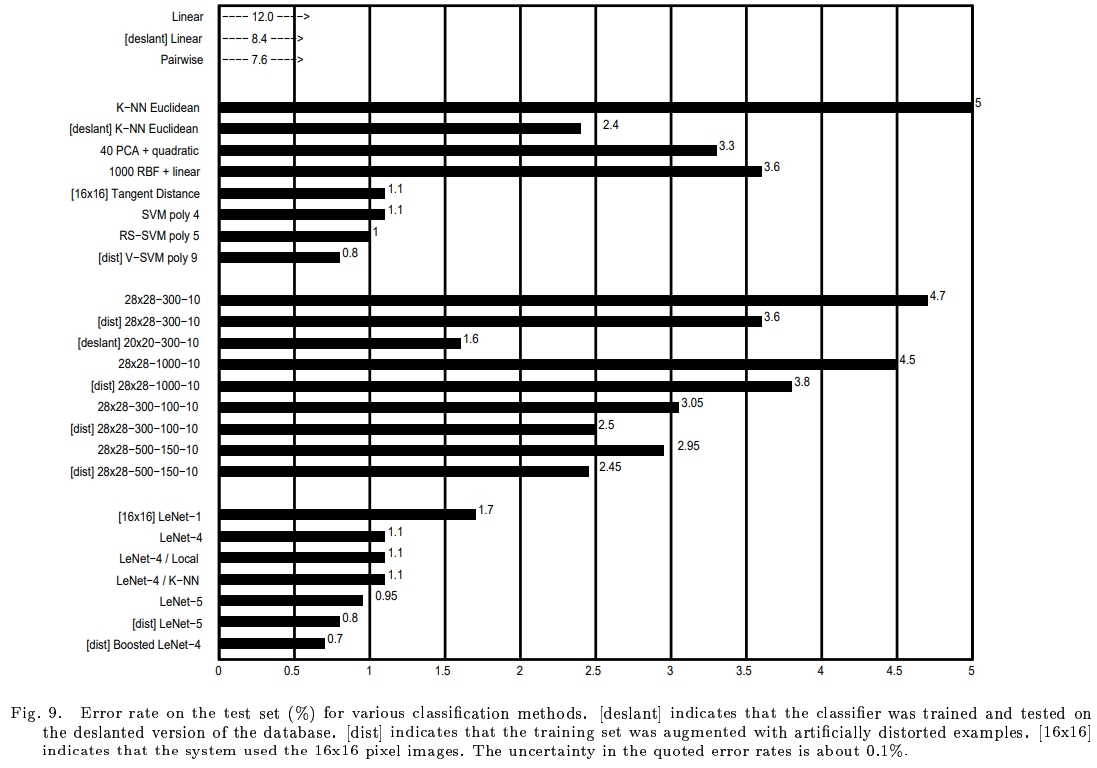 Linear ---- 12.0 ---->
[deslant] Linear ---- 8.4 ---->
Pairwise ---- 7.6 ---->
K−NN Euclidean 5
[deslant] K−NN Euclidean 2.4
40 PCA + quadratic 3.3
1000 RBF + linear 3.6
[16x16] Tangent Distance 1.1
SVM poly 4 1.1
RS−SVM poly 5 1
[dist] V−SVM poly 9 0.8
28x28−300−10 4.7
[dist] 28x28−300−10 3.6
[deslant] 20x20−300−10 1.6
28x28−1000−10 4.5
[dist] 28x28−1000−10 3.8
28x28−300−100−10 3.05
[dist] 28x28−300−100−10 2.5
28x28−500−150−10 2.95
[dist] 28x28−500−150−10 2.45
[16x16] LeNet−1 1.7
LeNet−4 1.1
LeNet−4 / Local 1.1
LeNet−4 / K−NN 1.1
LeNet−5 0.95
[dist] LeNet−5 0.8
[dist] Boosted LeNet−4 0.7
0 0.5 1 1.5 2 2.5 3 3.5 4 4.5 5
Fig. 9. Error rate on the test set (%) for various classification methods. [deslant] indicates that the classifier was trained and tested on
the deslanted version of the database. [dist] indicates that the training set was augmented with artificially distorted examples. [16x16]
indicates that the system used the 16x16 pixel images. The uncertainty in the quoted error rates is about 0.1%.